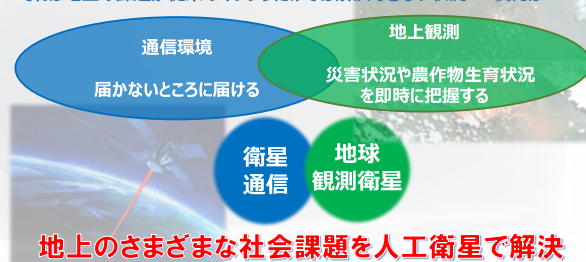 通信環境
届かないところに届ける
地上観測
災害状況や農作物生育状況
を即時に把握する
衛星
通信
地球
観測衛星
地上のさまざまな社会課題を人工衛星で解決